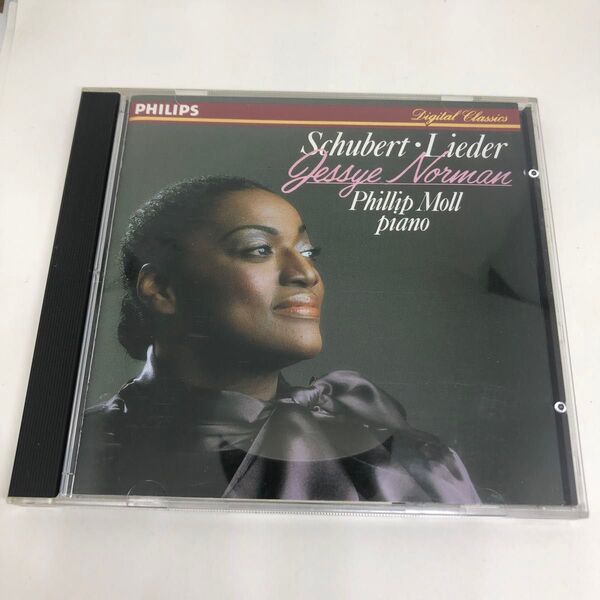 PHILIPS
Digital Classics
Schubert·Lieder
Jessye Norman
Phillip Moll
piano